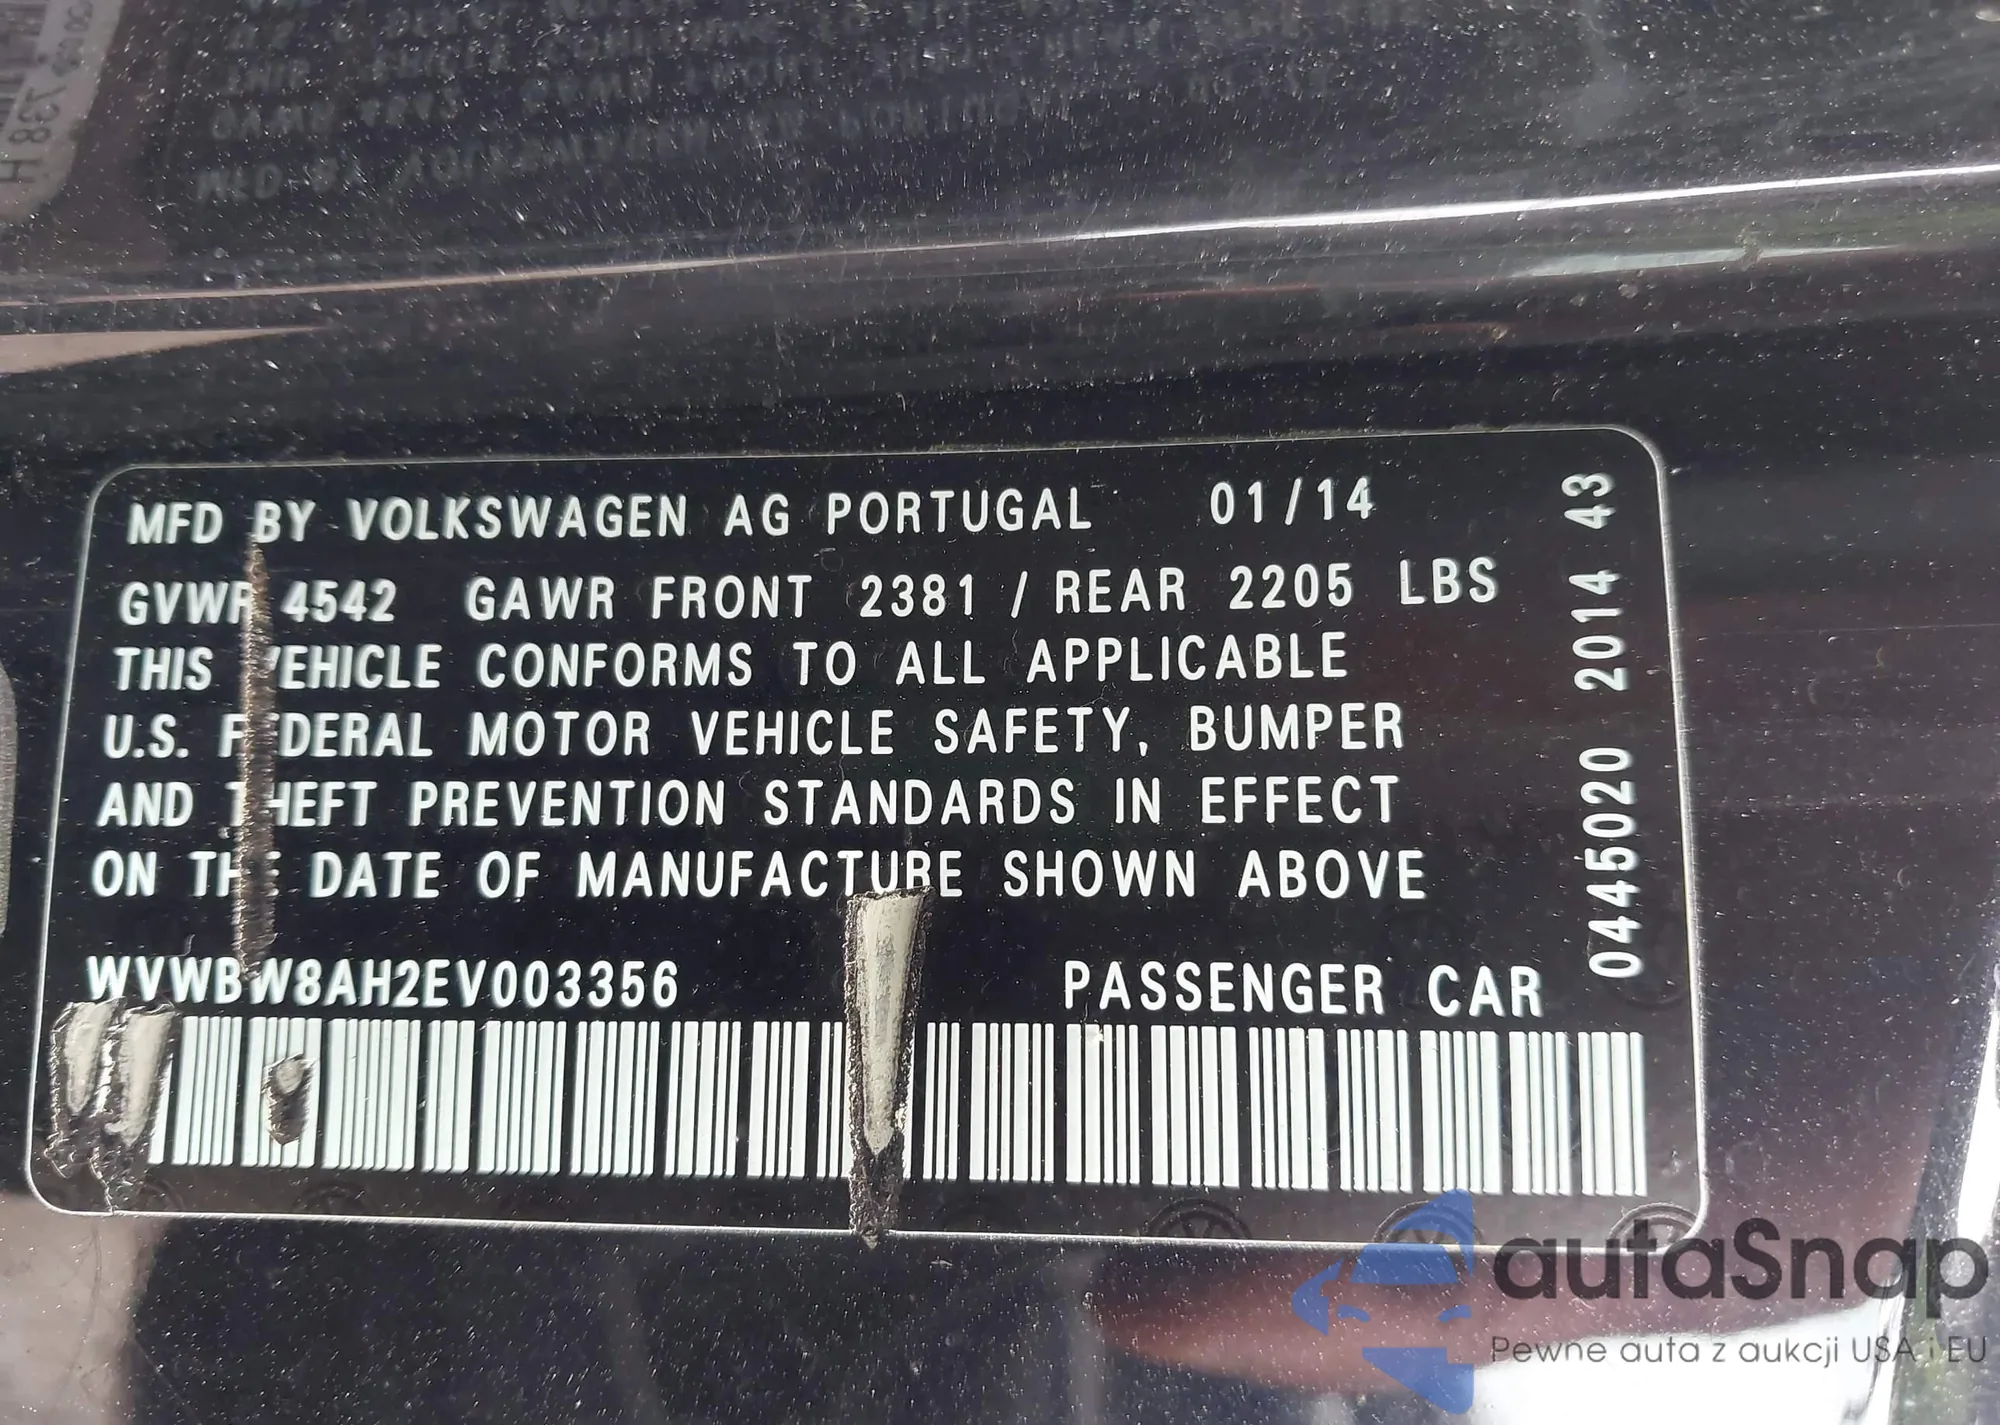 MFD BY VOLKSWAGEN AG PORTUGAL 01/14
GVWR 4542 GAWR FRONT 2381 / REAR 2205 LBS
THIS VEHICLE CONFORMS TO ALL APPLICABLE
U.S. FEDERAL MOTOR VEHICLE SAFETY, BUMPER
AND THEFT PREVENTION STANDARDS IN EFFECT
ON THE DATE OF MANUFACTURE SHOWN ABOVE
WVWBW8AH2EV003356 PASSENGER CAR
04450020 2014 43
autaSnap
Pewne auta z aukcji USA i EU